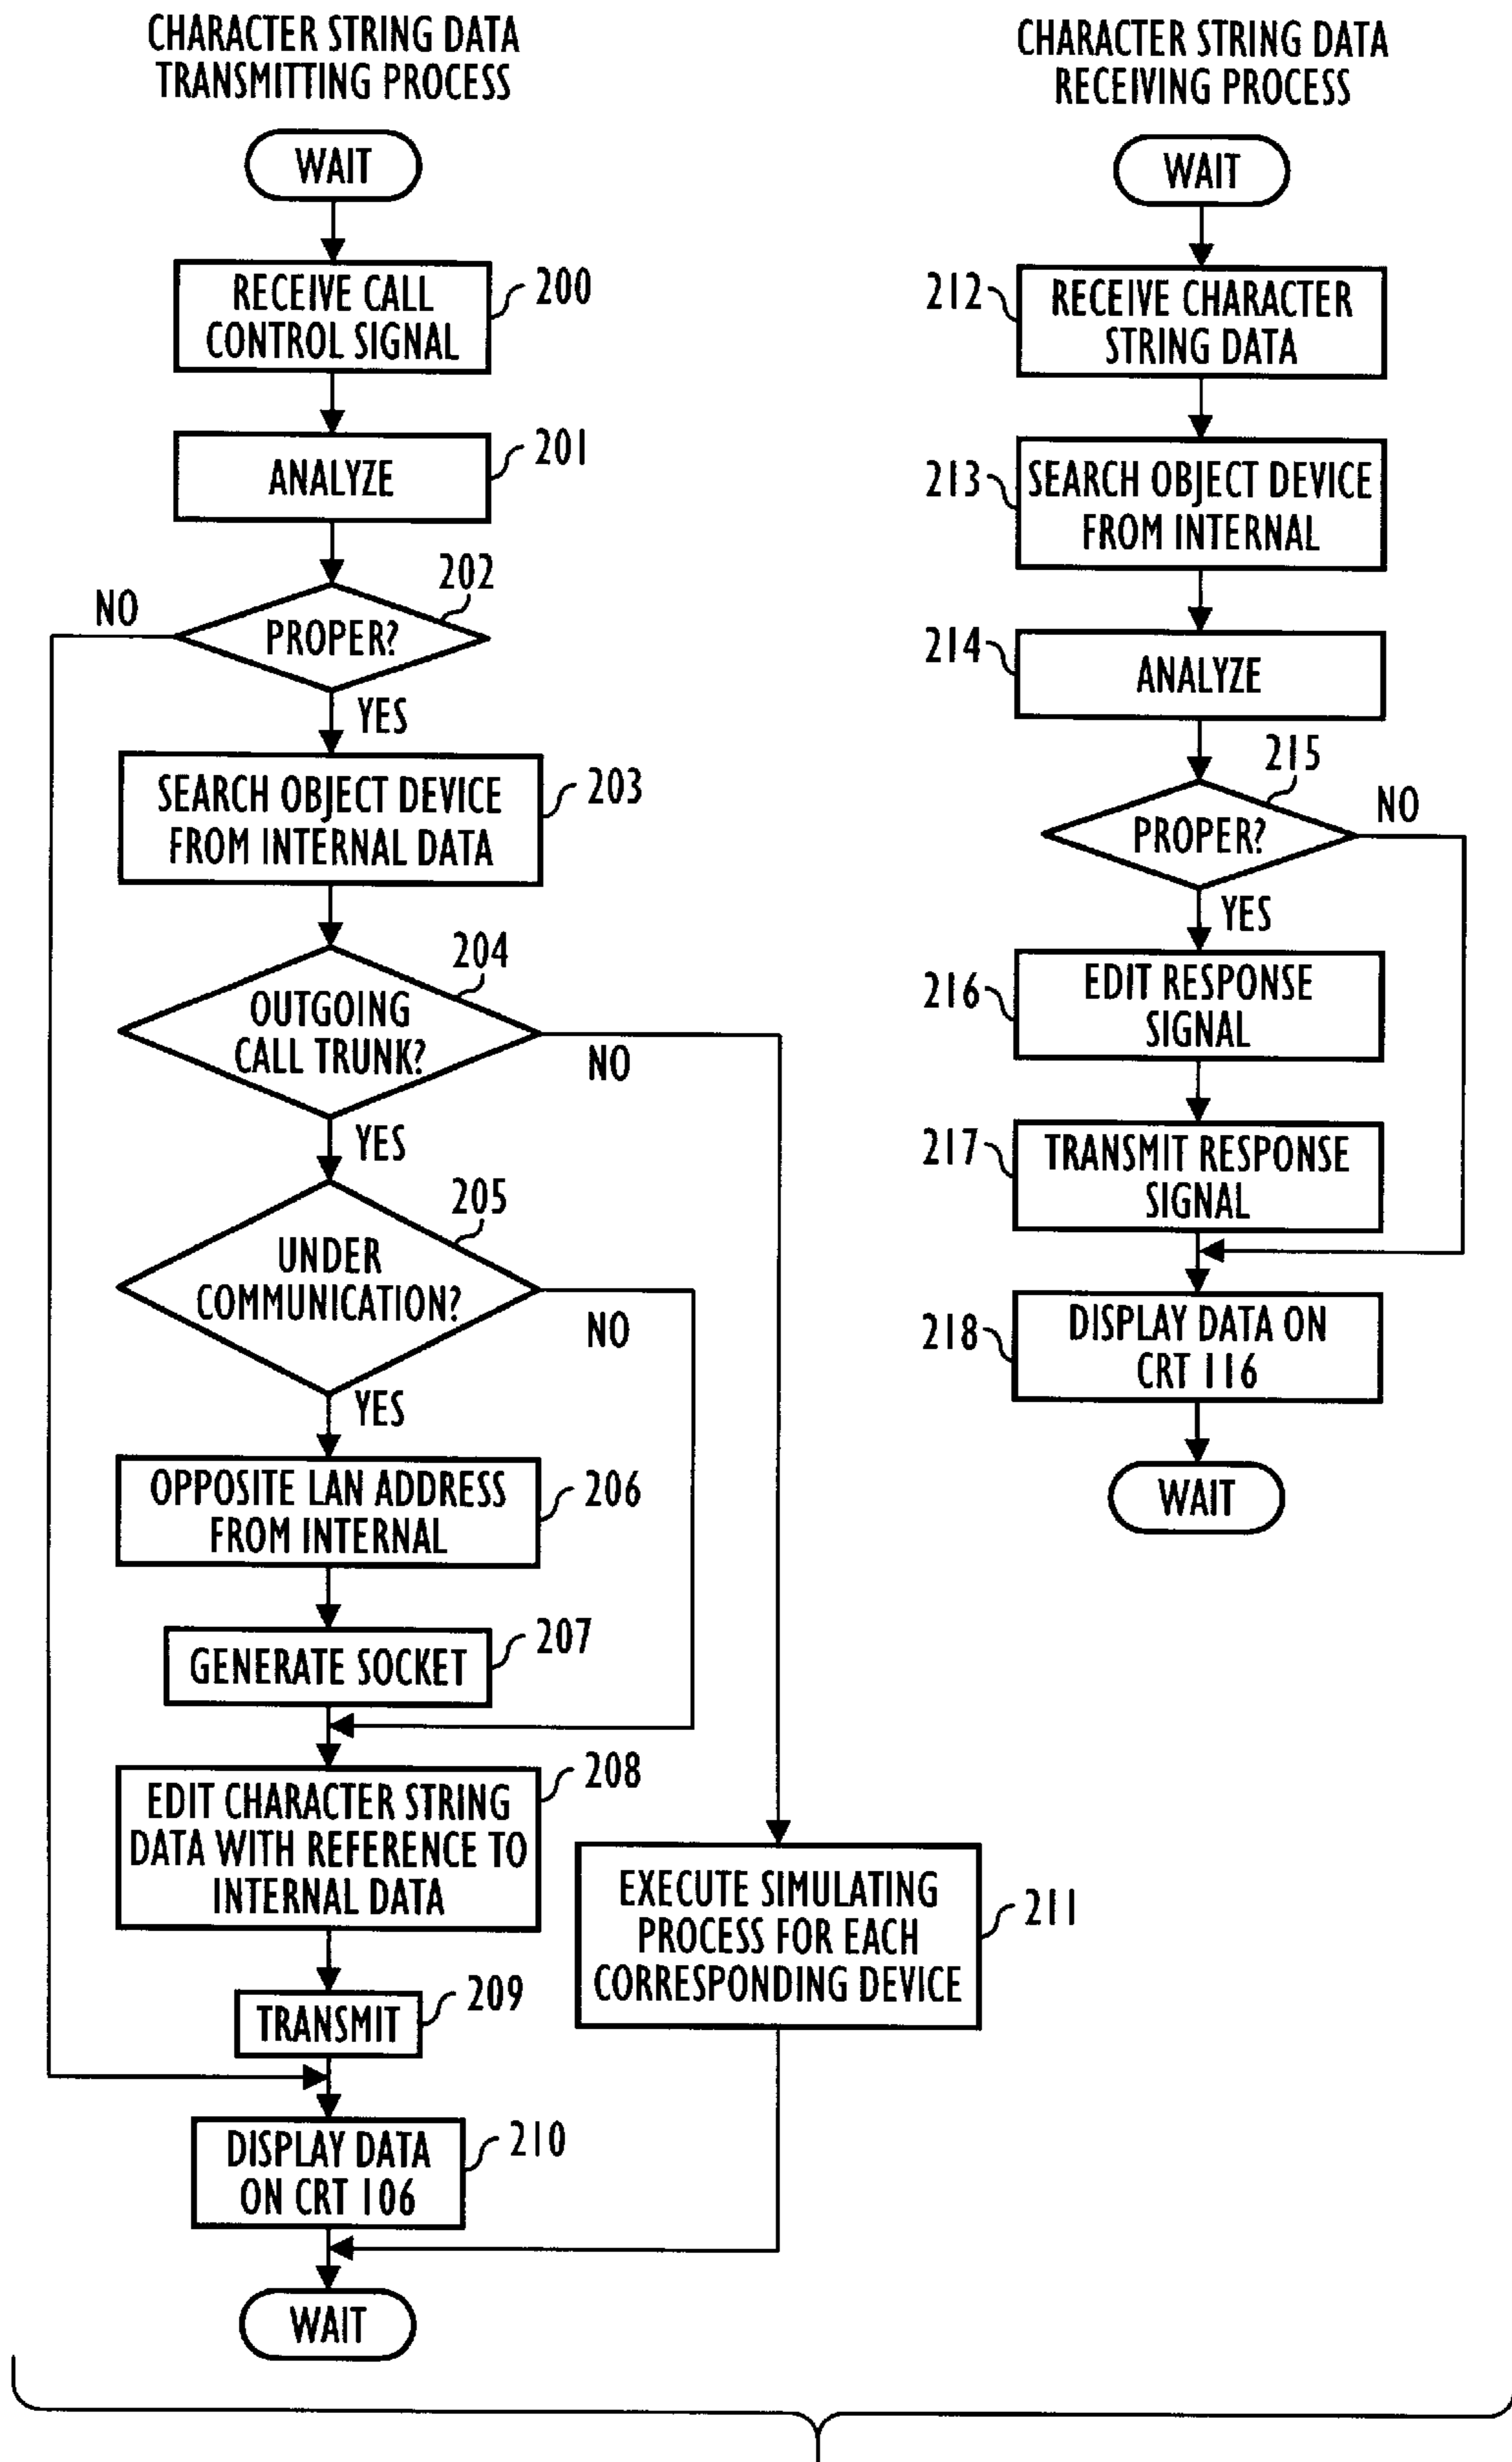 CHARACTER STRING DATA
TRANSMITTING PROCESS
WAIT
RECEIVE CALL
CONTROL SIGNAL
200
ANALYZE
201
202
NO
PROPER?
YES
SEARCH OBJECT DEVICE
FROM INTERNAL DATA
203
204
OUTGOING
CALL TRUNK?
NO
YES
205
UNDER
COMMUNICATION?
NO
YES
OPPOSITE LAN ADDRESS
FROM INTERNAL
206
GENERATE SOCKET
207
208
EDIT CHARACTER STRING
DATA WITH REFERENCE TO
INTERNAL DATA
EXECUTE SIMULATING
PROCESS FOR EACH
CORRESPONDING DEVICE
211
TRANSMIT
209
DISPLAY DATA
ON CRT 106
210
WAIT
CHARACTER STRING DATA
RECEIVING PROCESS
WAIT
212
RECEIVE CHARACTER
STRING DATA
213
SEARCH OBJECT DEVICE
FROM INTERNAL
214
ANALYZE
215
NO
PROPER?
YES
216
EDIT RESPONSE
SIGNAL
217
TRANSMIT RESPONSE
SIGNAL
218
DISPLAY DATA ON
CRT 116
WAIT